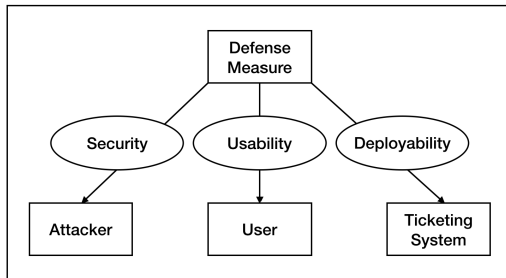 Defense
Measure
Security
Usability
Deployability
Attacker
User
Ticketing
System